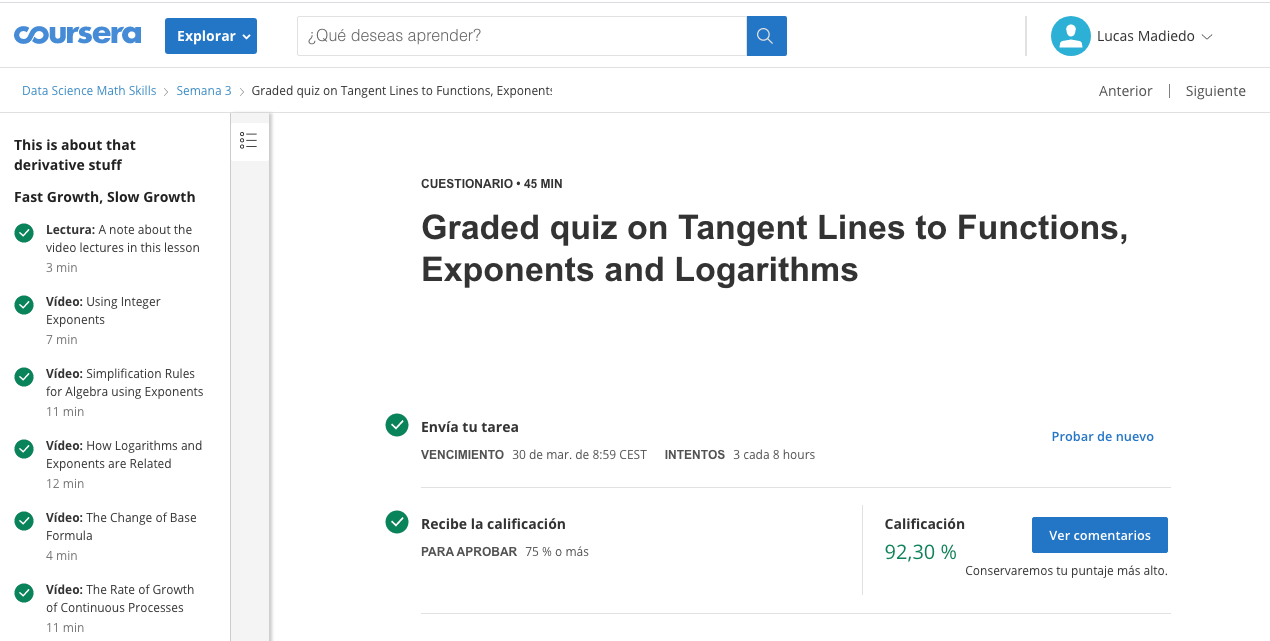 coursera
Explorar
¿Qué deseas aprender?
Lucas Madiedo
Data Science Math Skills > Semana 3 > Graded quiz on Tangent Lines to Functions, Exponents
Anterior | Siguiente
This is about that
derivative stuff
Fast Growth, Slow Growth
Lectura: A note about the
video lectures in this lesson
3 min
Vídeo: Using Integer
Exponents
7 min
Vídeo: Simplification Rules
for Algebra using Exponents
11 min
Vídeo: How Logarithms and
Exponents are Related
12 min
Vídeo: The Change of Base
Formula
4 min
Vídeo: The Rate of Growth
of Continuous Processes
11 min
CUESTIONARIO • 45 MIN
Graded quiz on Tangent Lines to Functions,
Exponents and Logarithms
Envía tu tarea
VENCIMIENTO 30 de mar. de 8:59 CEST INTENTOS 3 cada 8 hours
Probar de nuevo
Recibe la calificación
PARA APROBAR 75 % o más
Calificación
92,30 %
Ver comentarios
Conservaremos tu puntaje más alto.